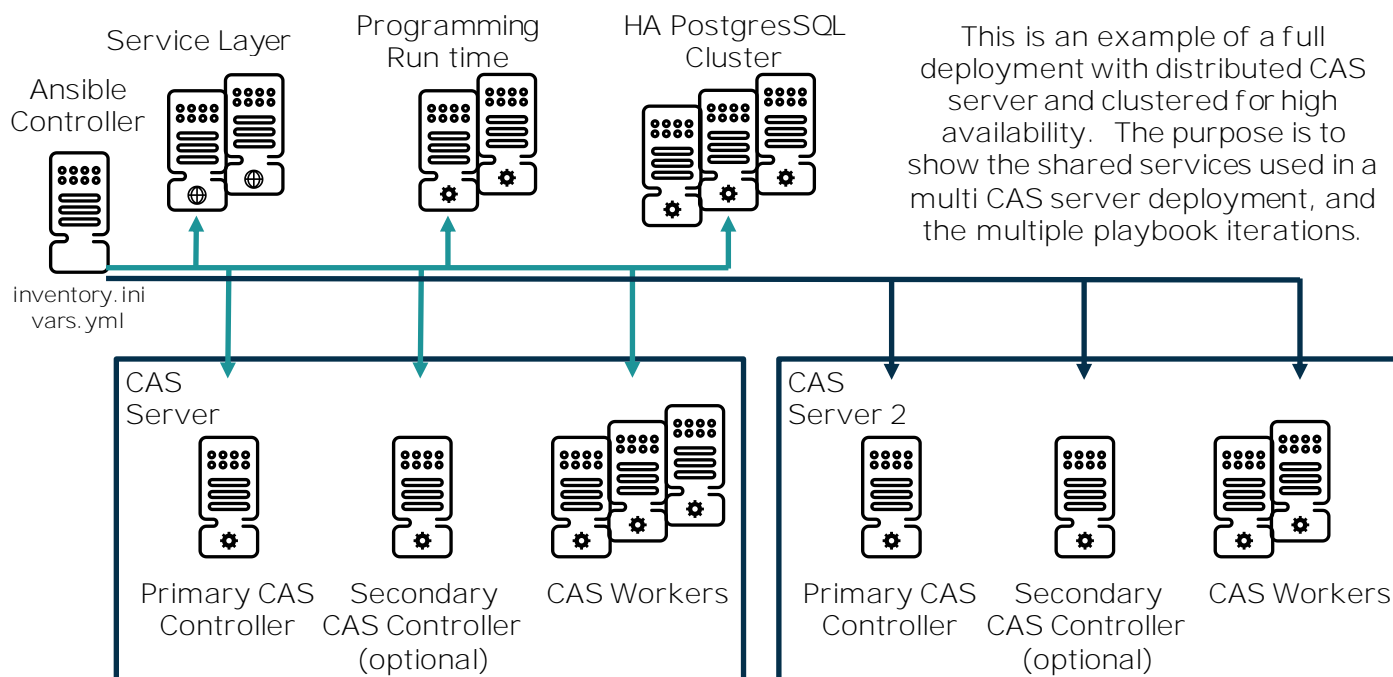 Service Layer
Programming
Run time
HA PostgresSQL
Cluster
This is an example of a full
deployment with distributed CAS
server and clustered for high
availability.  The purpose is to
show the shared services used in a
multi CAS server deployment, and
the multiple playbook iterations.
Ansible
Controller
inventory.ini
vars.yml
CAS
Server
Primary CAS
Controller
Secondary
CAS Controller
(optional)
CAS Workers
CAS
Server 2
Primary CAS
Controller
Secondary
CAS Controller
(optional)
CAS Workers